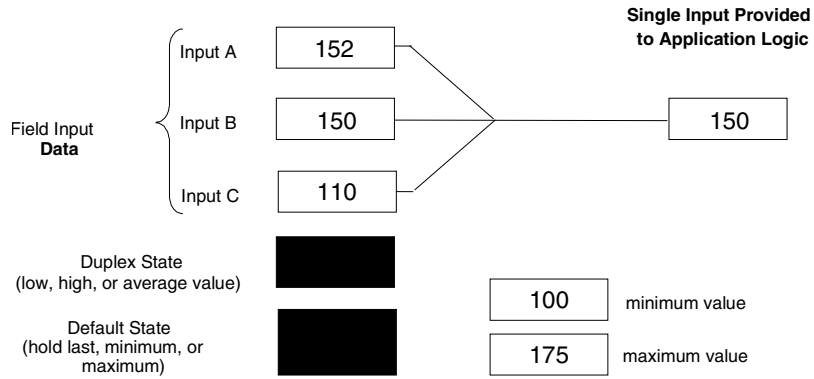 Single Input Provided
to Application Logic
Input A
152
Field Input
Data
Input B
150
150
Input C
110
Duplex State
(low, high, or average value)
100
minimum value
Default State
(hold last, minimum, or
maximum)
175
maximum value